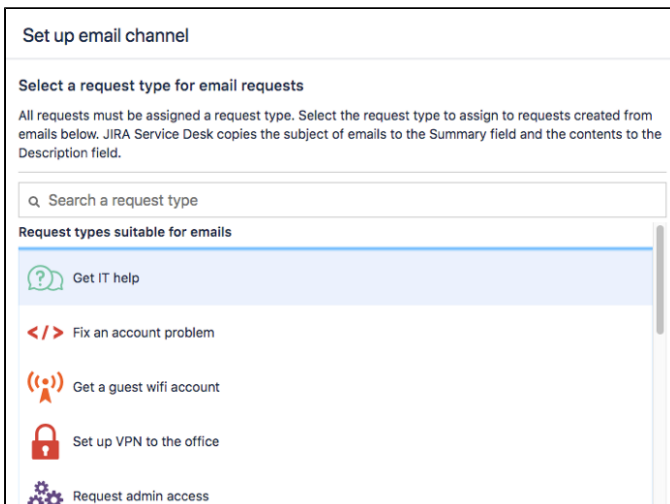 Set up email channel
Select a request type for email requests
All requests must be assigned a request type. Select the request type to assign to requests created from
emails below. JIRA Service Desk copies the subject of emails to the Summary field and the contents to the
Description field.
Search a request type
Request types suitable for emails
Get IT help
</> Fix an account problem
Get a guest wifi account
Set up VPN to the office
Request admin access